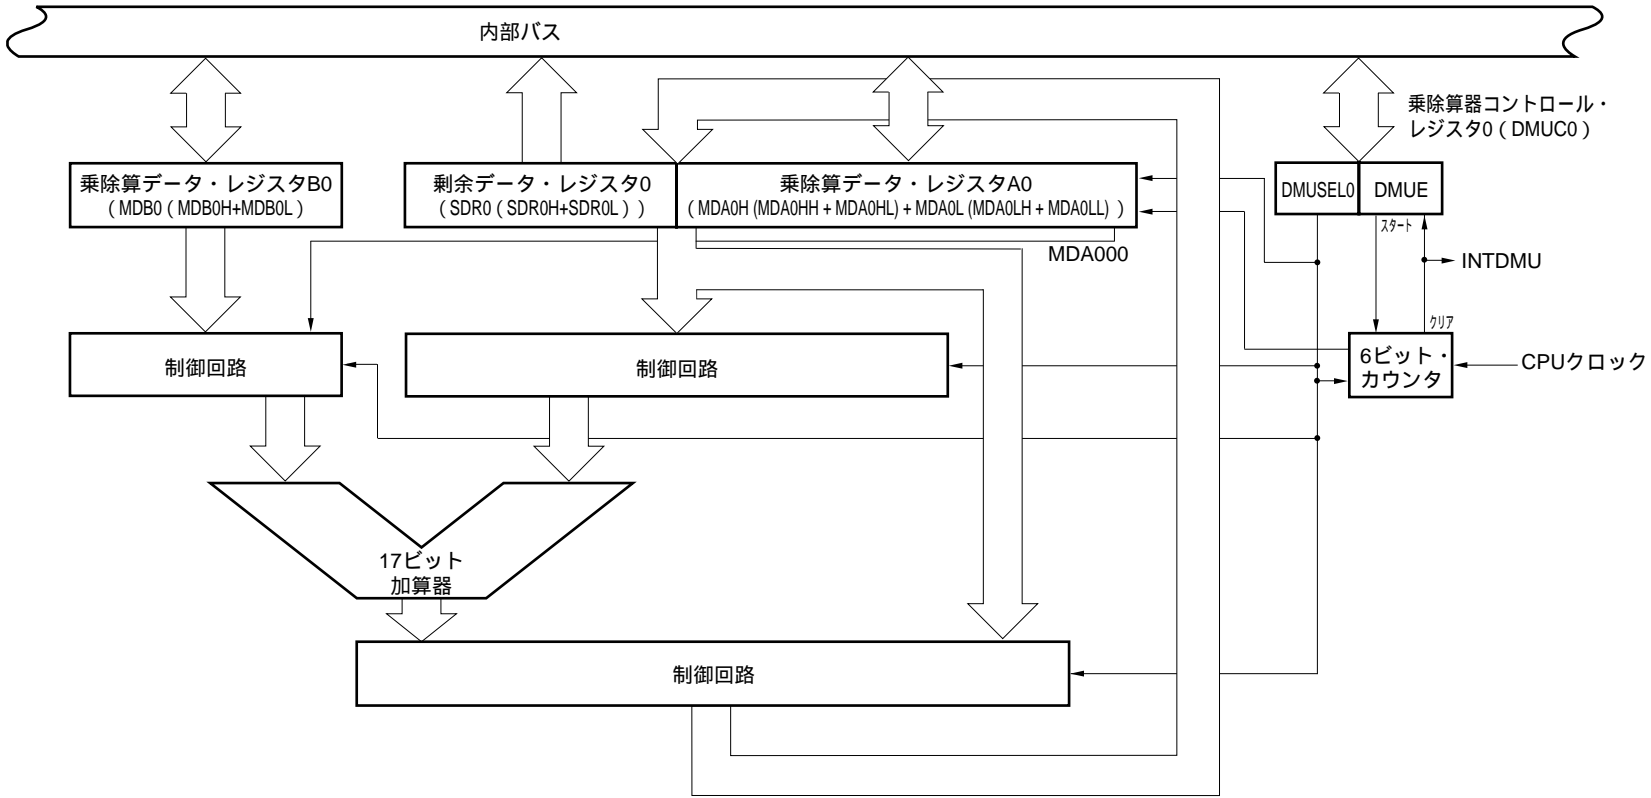 内部バス
乗除算器コントロール・
レジスタ0（DMUC0）
乗除算データ・レジスタB0
（MDB0（MDB0H+MDB0L）
剰余データ・レジスタ0
（SDR0（SDR0H+SDR0L））
乗除算データ・レジスタA0
（MDA0H (MDA0HH + MDA0HL) + MDA0L (MDA0LH + MDA0LL) ）
DMUSEL0
DMUE
スタート
MDA000
INTDMU
クリア
制御回路
制御回路
6ビット・
カウンタ
CPUクロック
17ビット
加算器
制御回路